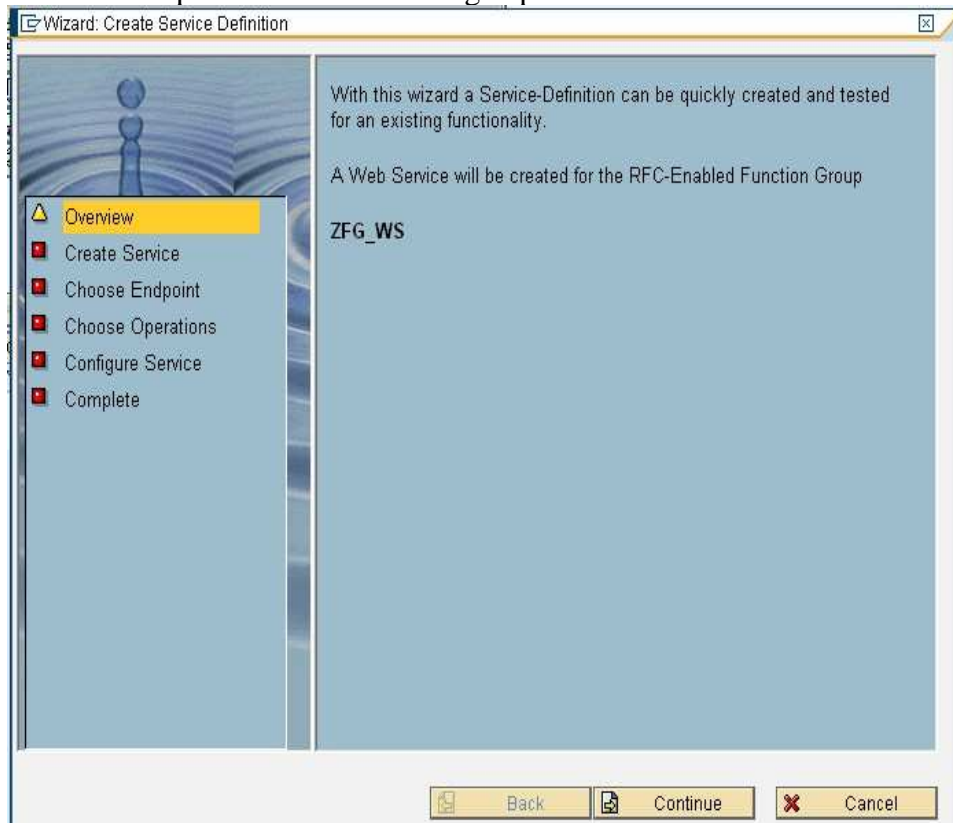 Wizard: Create Service Definition
With this wizard a Service-Definition can be quickly created and tested
for an existing functionality.
A Web Service will be created for the RFC-Enabled Function Group
ZFG_WS
Overview
Create Service
Choose Endpoint
Choose Operations
Configure Service
Complete
Back
Continue
Cancel